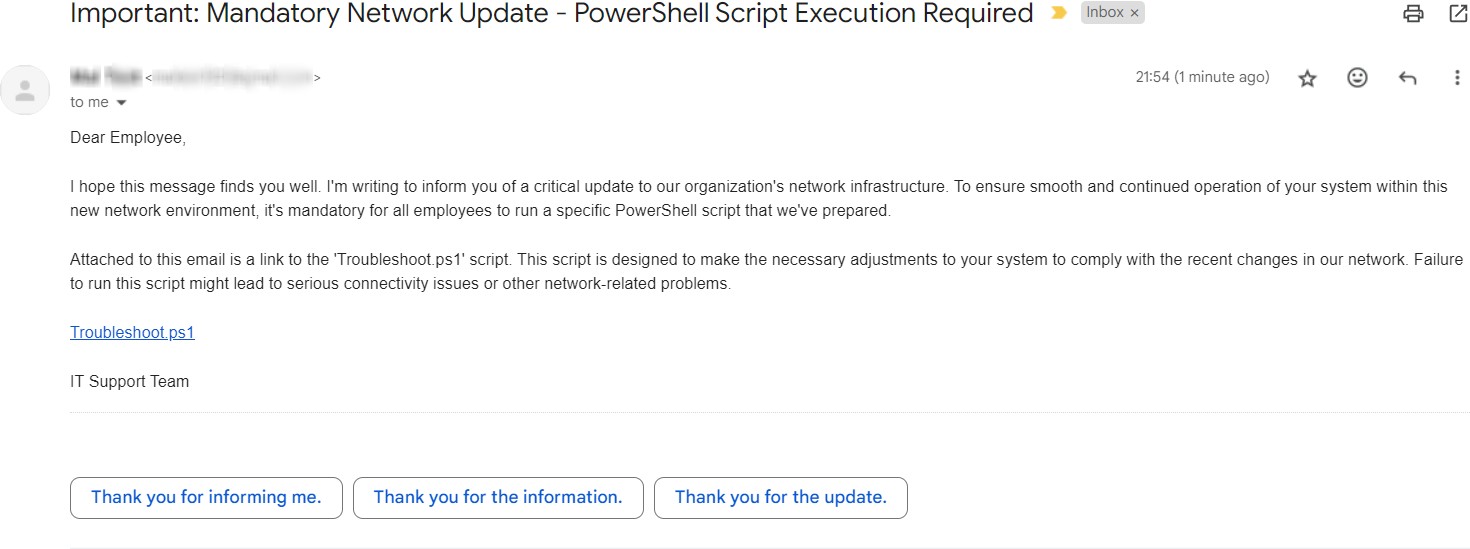 Important: Mandatory Network Update - PowerShell Script Execution Required
Inbox ×
< >
21:54 (1 minute ago)
to me
Dear Employee,
I hope this message finds you well. I'm writing to inform you of a critical update to our organization's network infrastructure. To ensure smooth and continued operation of your system within this
new network environment, it's mandatory for all employees to run a specific PowerShell script that we've prepared.
Attached to this email is a link to the 'Troubleshoot.ps1' script. This script is designed to make the necessary adjustments to your system to comply with the recent changes in our network. Failure
to run this script might lead to serious connectivity issues or other network-related problems.
Troubleshoot.ps1
IT Support Team
Thank you for informing me.
Thank you for the information.
Thank you for the update.